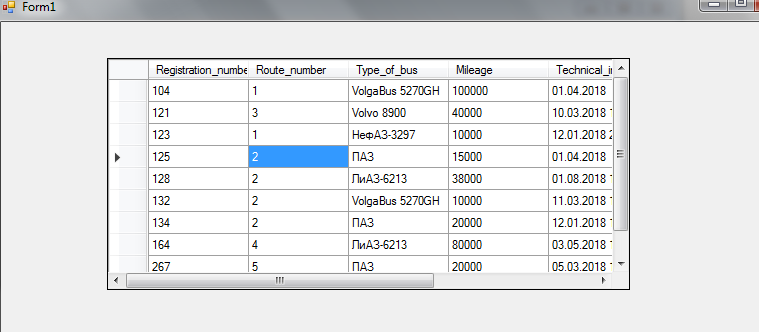 Form1
Registration_numbe Route_number Type_of_bus Mileage Technical_i
104 1 VolgaBus 5270GH 100000 01.04.2018
121 3 Volvo 8900 40000 10.03.2018 1
123 1 НефАЗ-3297 10000 12.01.2018 2
125 2 ПАЗ 15000 01.04.2018
128 2 ЛиАЗ-6213 38000 01.08.2018 1
132 2 VolgaBus 5270GH 10000 11.03.2018 1
134 2 ПАЗ 20000 12.01.2018 1
164 4 ЛиАЗ-6213 80000 03.05.2018 1
267 5 ПАЗ 20000 05.03.2018 1